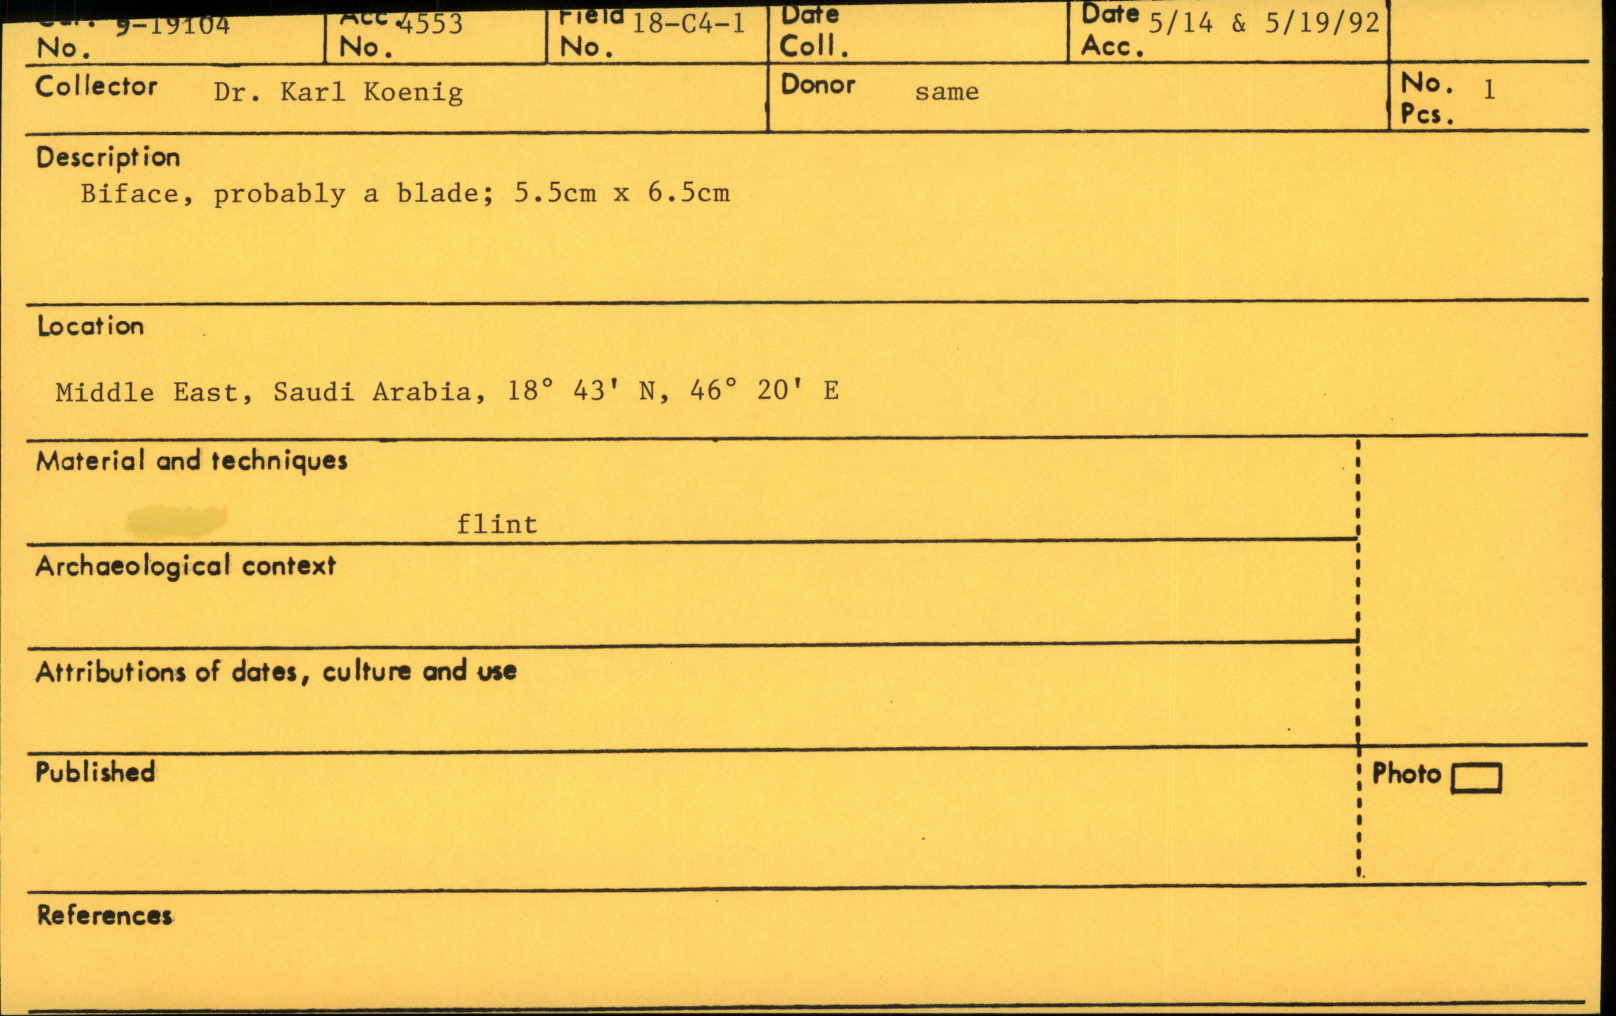 Cat. 9-19104 Acc 4553 Field 18-C4-1 Date Date 5/14 & 5/19/92
No. No. No. Coll. Acc.
Collector Dr. Karl Koenig Donor same No. 1
Pcs.
Description
Biface, probably a blade; 5.5cm x 6.5cm
Location
Middle East, Saudi Arabia, 18° 43' N, 46° 20' E
Material and techniques
flint
Archaeological context
Attributions of dates, culture and use
Published Photo
References